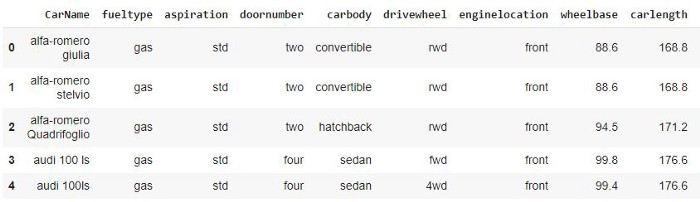 CarName fueltype aspiration doornumber carbody drivewheel enginelocation wheelbase carlength
0 alfa-romero giulia gas std two convertible rwd front 88.6 168.8
1 alfa-romero stelvio gas std two convertible rwd front 88.6 168.8
2 alfa-romero Quadrifoglio gas std two hatchback rwd front 94.5 171.2
3 audi 100 ls gas std four sedan fwd front 99.8 176.6
4 audi 100ls gas std four sedan 4wd front 99.4 176.6